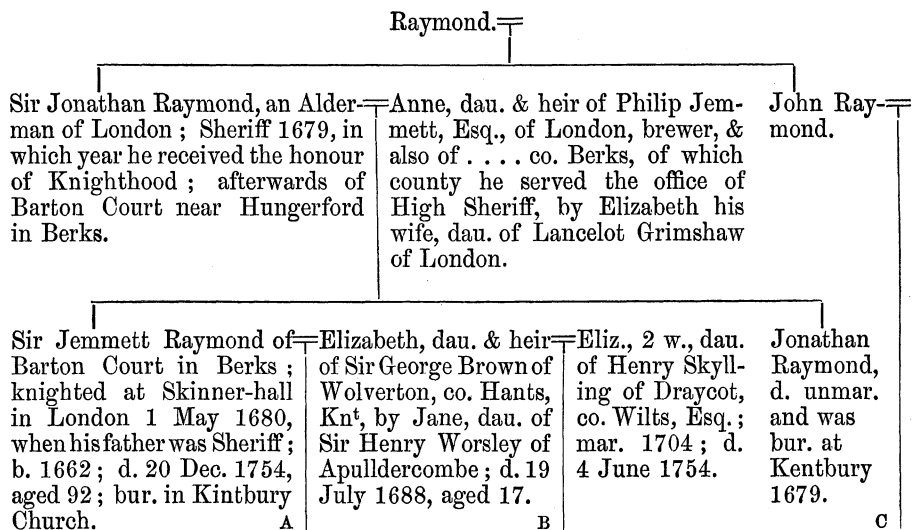 Raymond.
Sir Jonathan Raymond, an Alder-
man of London ; Sheriff 1679, in
which year he received the honour
of Knighthood ; afterwards of
Barton Court near Hungerford
in Berks.
Anne, dau. & heir of Philip Jem-
mett, Esq., of London, brewer, &
also of . . . . co. Berks, of which
county he served the office of
High Sheriff, by Elizabeth his
wife, dau. of Lancelot Grimshaw
of London.
John Ray-
mond.
Sir Jemmett Raymond of
Barton Court in Berks ;
knighted at Skinner-hall
in London 1 May 1680,
when his father was Sheriff ;
b. 1662 ; d. 20 Dec. 1754,
aged 92 ; bur. in Kintbury
Church. A
Elizabeth, dau. & heir
of Sir George Brown of
Wolverton, co. Hants,
Knt, by Jane, dau. of
Sir Henry Worsley of
Apulldercombe ; d. 19
July 1688, aged 17.
B
Eliz., 2 w., dau.
of Henry Skyll-
ing of Draycot,
co. Wilts, Esq. ;
mar. 1704 ; d.
4 June 1754.
Jonathan
Raymond,
d. unmar.
and was
bur. at
Kentbury
1679.
C